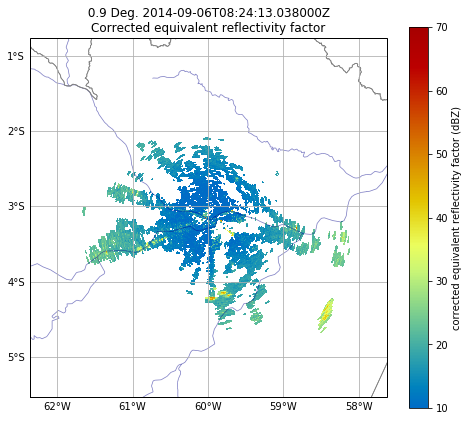 0.9 Deg. 2014-09-06T08:24:13.038000Z
Corrected equivalent reflectivity factor
1°S
2°S
3°S
4°S
5°S
62°W
61°W
60°W
59°W
58°W
70
60
50
40
30
20
10
corrected equivalent reflectivity factor (dBZ)